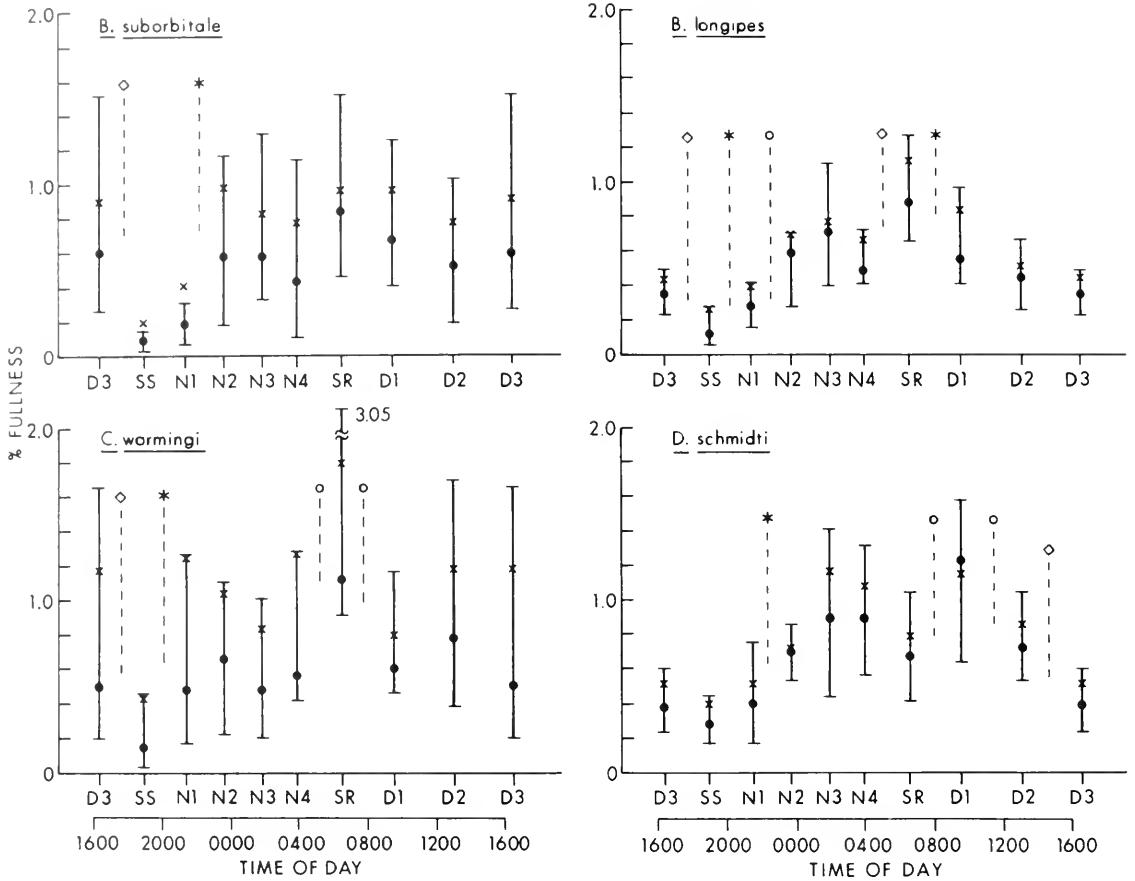 2.0
B. suborbitale
1.0
0
D3 SS N1 N2 N3 N4 SR D1 D2 D3
2.0
B. longipes
1.0
0
D3 SS N1 N2 N3 N4 SR D1 D2 D3
% FULLNESS
2.0
C. warmingi
3.05
1.0
0
D3 SS N1 N2 N3 N4 SR D1 D2 D3
1600 2000 0000 0400 0800 1200 1600
TIME OF DAY
2.0
D. schmidti
1.0
0
D3 SS N1 N2 N3 N4 SR D1 D2 D3
1600 2000 0000 0400 0800 1200 1600
TIME OF DAY